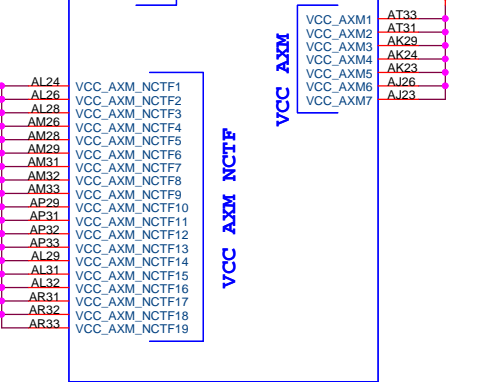 AL24 VCC_AXM_NCTF1
AL26 VCC_AXM_NCTF2
AL28 VCC_AXM_NCTF3
AM26 VCC_AXM_NCTF4
AM28 VCC_AXM_NCTF5
AM29 VCC_AXM_NCTF6
AM31 VCC_AXM_NCTF7
AM32 VCC_AXM_NCTF8
AM33 VCC_AXM_NCTF9
AP29 VCC_AXM_NCTF10
AP31 VCC_AXM_NCTF11
AP32 VCC_AXM_NCTF12
AP33 VCC_AXM_NCTF13
AL29 VCC_AXM_NCTF14
AL31 VCC_AXM_NCTF15
AL32 VCC_AXM_NCTF16
AR31 VCC_AXM_NCTF17
AR32 VCC_AXM_NCTF18
AR33 VCC_AXM_NCTF19
VCC AXM NCTF
VCC AXM
VCC_AXM1 AT33
VCC_AXM2 AT31
VCC_AXM3 AK29
VCC_AXM4 AK24
VCC_AXM5 AK23
VCC_AXM6 AJ26
VCC_AXM7 AJ23